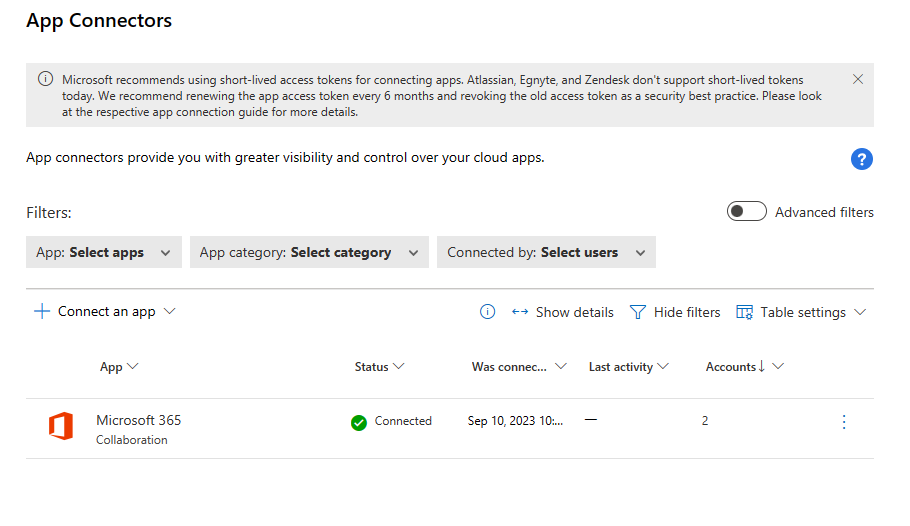 App Connectors
Microsoft recommends using short-lived access tokens for connecting apps. Atlassian, Egnyte, and Zendesk don't support short-lived tokens
today. We recommend renewing the app access token every 6 months and revoking the old access token as a security best practice. Please look
at the respective app connection guide for more details.
App connectors provide you with greater visibility and control over your cloud apps.
Filters:
Advanced filters
App: Select apps
App category: Select category
Connected by: Select users
Connect an app
Show details
Hide filters
Table settings
App
Status
Was connec...
Last activity
Accounts
Microsoft 365
Collaboration
Connected
Sep 10, 2023 10:...
—
2